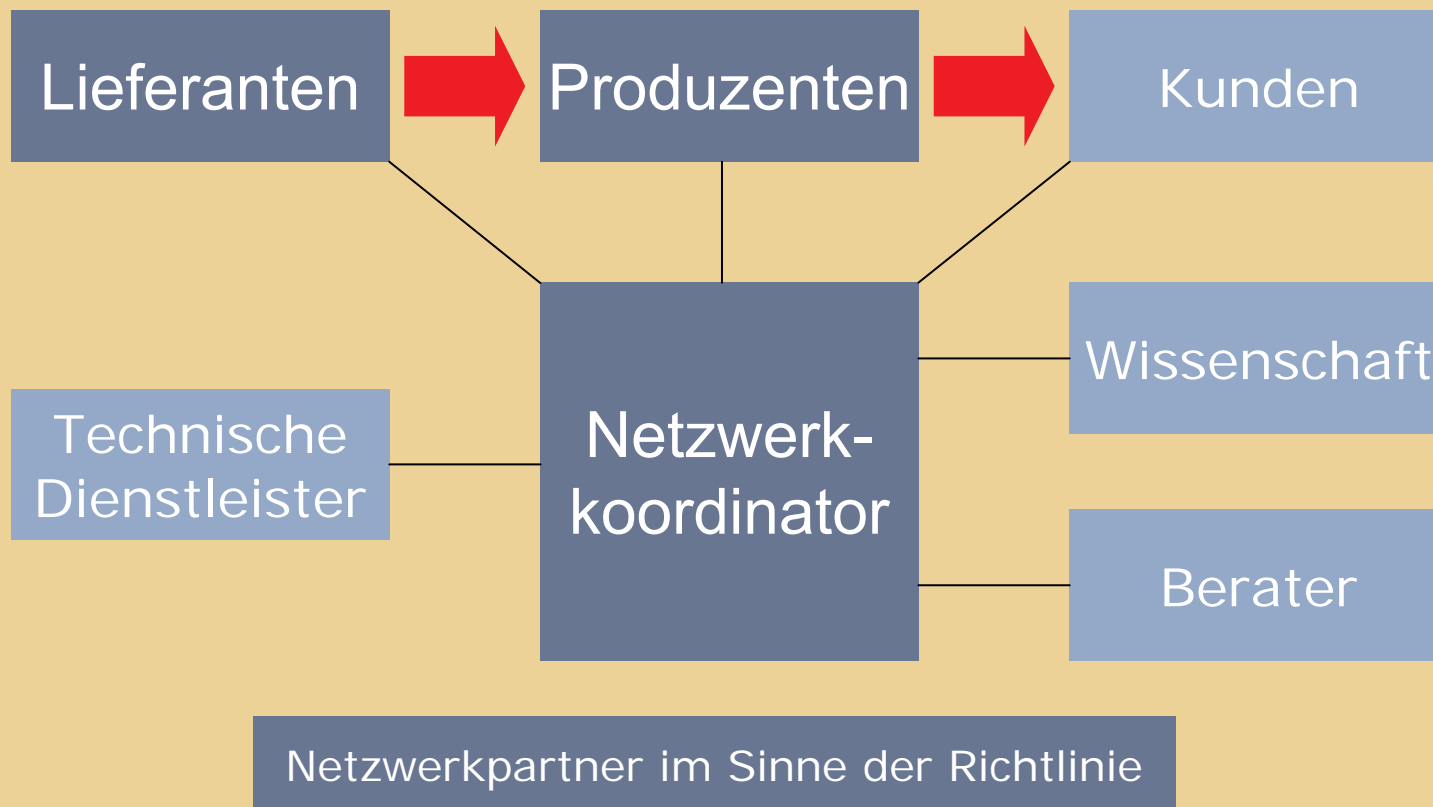 Lieferanten
Produzenten
Kunden
Wissenschaft
Technische
Dienstleister
Netzwerk-
koordinator
Berater
Netzwerkpartner im Sinne der Richtlinie